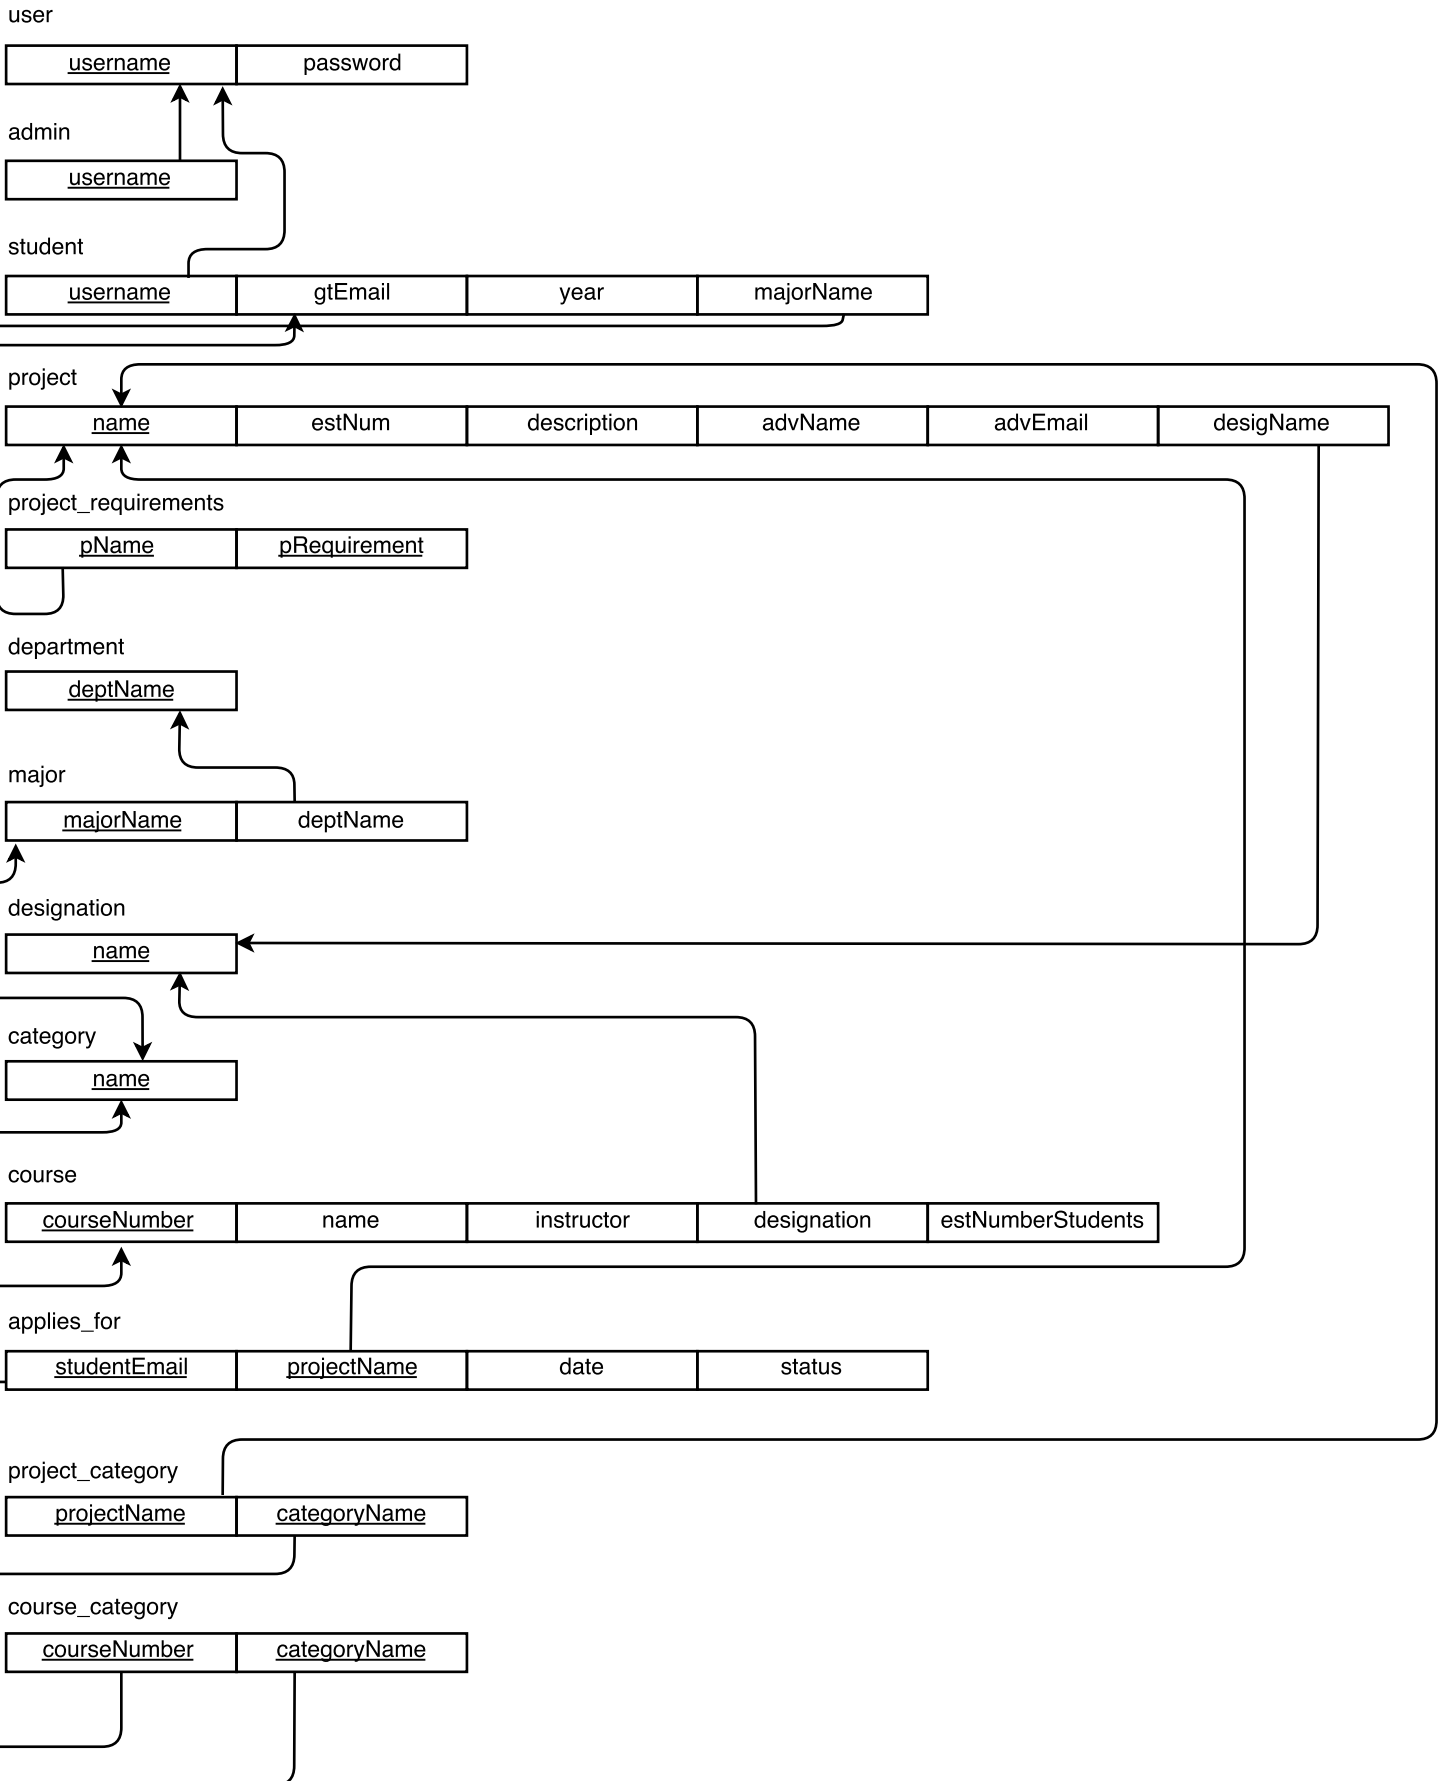 user
username password
admin
username
student
username gtEmail year majorName
project
name estNum description advName advEmail desigName
project_requirements
pName pRequirement
department
deptName
major
majorName deptName
designation
name
category
name
course
courseNumber name instructor designation estNumberStudents
applies_for
studentEmail projectName date status
project_category
projectName categoryName
course_category
courseNumber categoryName